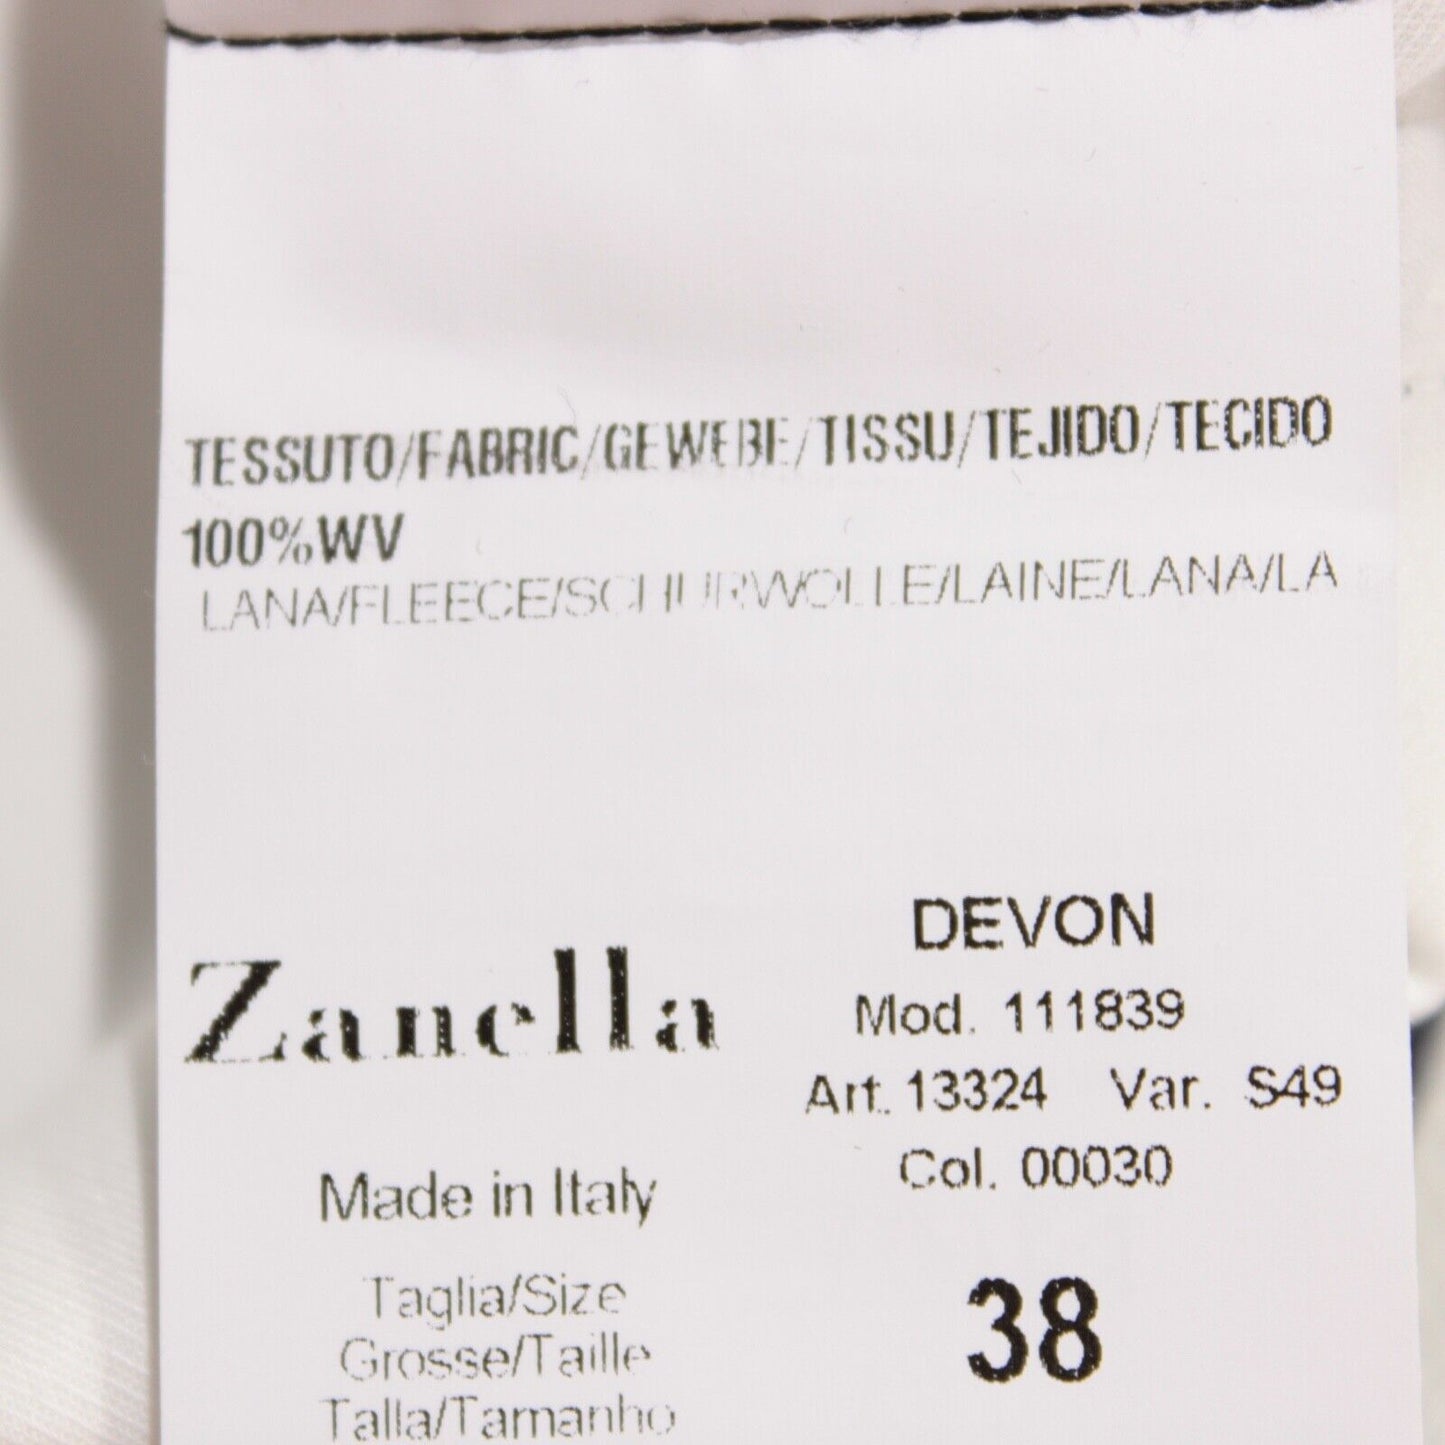 TESSUTO/FABRIC/GEWEBE/TISSU/TEJIDO/TECIDO
100%WV
LANA/FLEECE/SCHURWOLLE/LAINE/LANA/LA
Zanella
Made in Italy
Taglia/Size
Grosse/Taille
Talla/Tamanho
DEVON
Mod. 111839
Art. 13324 Var. S49
Col. 00030
38